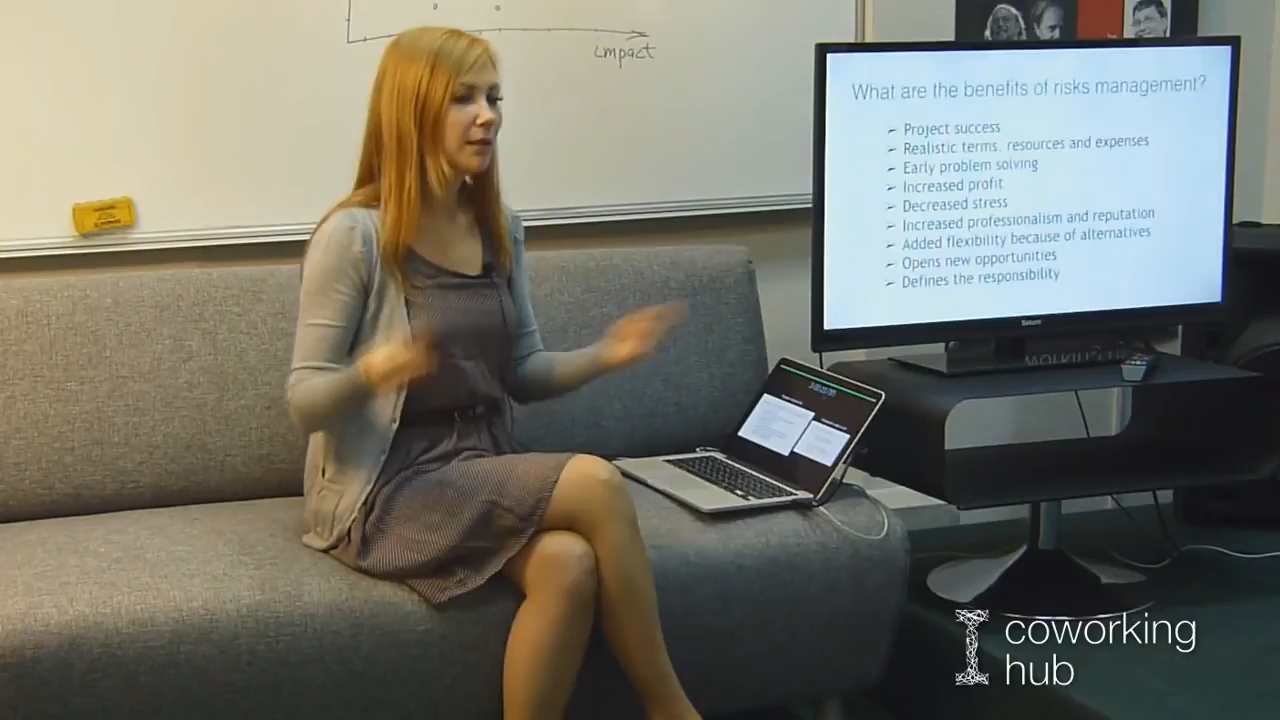 impact
What are the benefits of risks management?
➢ Project success
➢ Realistic terms, resources and expenses
➢ Early problem solving
➢ Increased profit
➢ Decreased stress
➢ Increased professionalism and reputation
➢ Added flexibility because of alternatives
➢ Opens new opportunities
➢ Defines the responsibility
coworking
hub